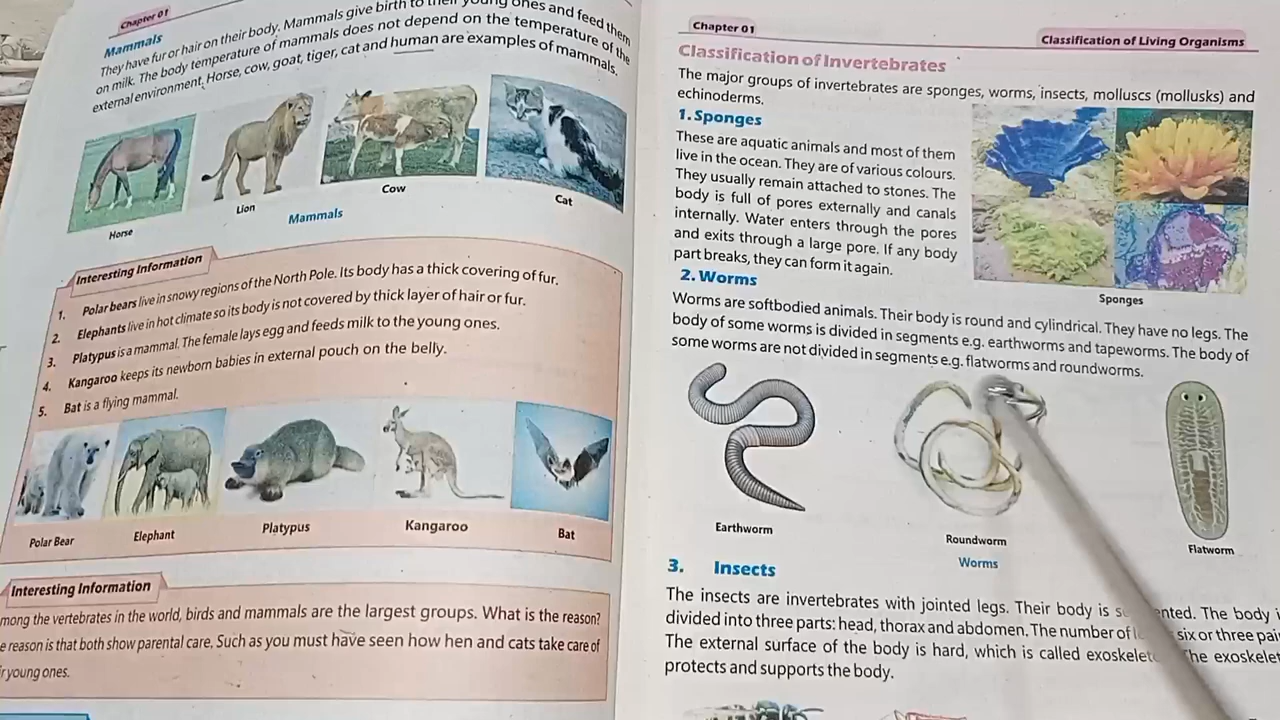 Chapter 01
Mammals
They have fur or hair on their body. Mammals give birth to their young ones and feed them
on milk. The body temperature of mammals does not depend on the temperature of the
external environment. Horse, cow, goat, tiger, cat and human are examples of mammals.
Horse
Lion
Cow
Cat
Mammals
Interesting Information
1. Polar bears live in snowy regions of the North Pole. Its body has a thick covering of fur.
2. Elephants live in hot climate so its body is not covered by thick layer of hair or fur.
3. Platypus is a mammal. The female lays egg and feeds milk to the young ones.
4. Kangaroo keeps its newborn babies in external pouch on the belly.
5. Bat is a flying mammal.
Polar Bear
Elephant
Platypus
Kangaroo
Bat
Interesting Information
mong the vertebrates in the world, birds and mammals are the largest groups. What is the reason?
e reason is that both show parental care. Such as you must have seen how hen and cats take care of
ir young ones.
Chapter 01
Classification of Living Organisms
Classification of Invertebrates
The major groups of invertebrates are sponges, worms, insects, molluscs (mollusks) and
echinoderms.
1. Sponges
These are aquatic animals and most of them
live in the ocean. They are of various colours.
They usually remain attached to stones. The
body is full of pores externally and canals
internally. Water enters through the pores
and exits through a large pore. If any body
part breaks, they can form it again.
Sponges
2. Worms
Worms are softbodied animals. Their body is round and cylindrical. They have no legs. The
body of some worms is divided in segments e.g. earthworms and tapeworms. The body of
some worms are not divided in segments e.g. flatworms and roundworms.
Earthworm
Roundworm
Flatworm
Worms
3. Insects
The insects are invertebrates with jointed legs. Their body is s ented. The body i
divided into three parts: head, thorax and abdomen. The number of six or three pai
The external surface of the body is hard, which is called exoskelet he exoskelet
protects and supports the body.